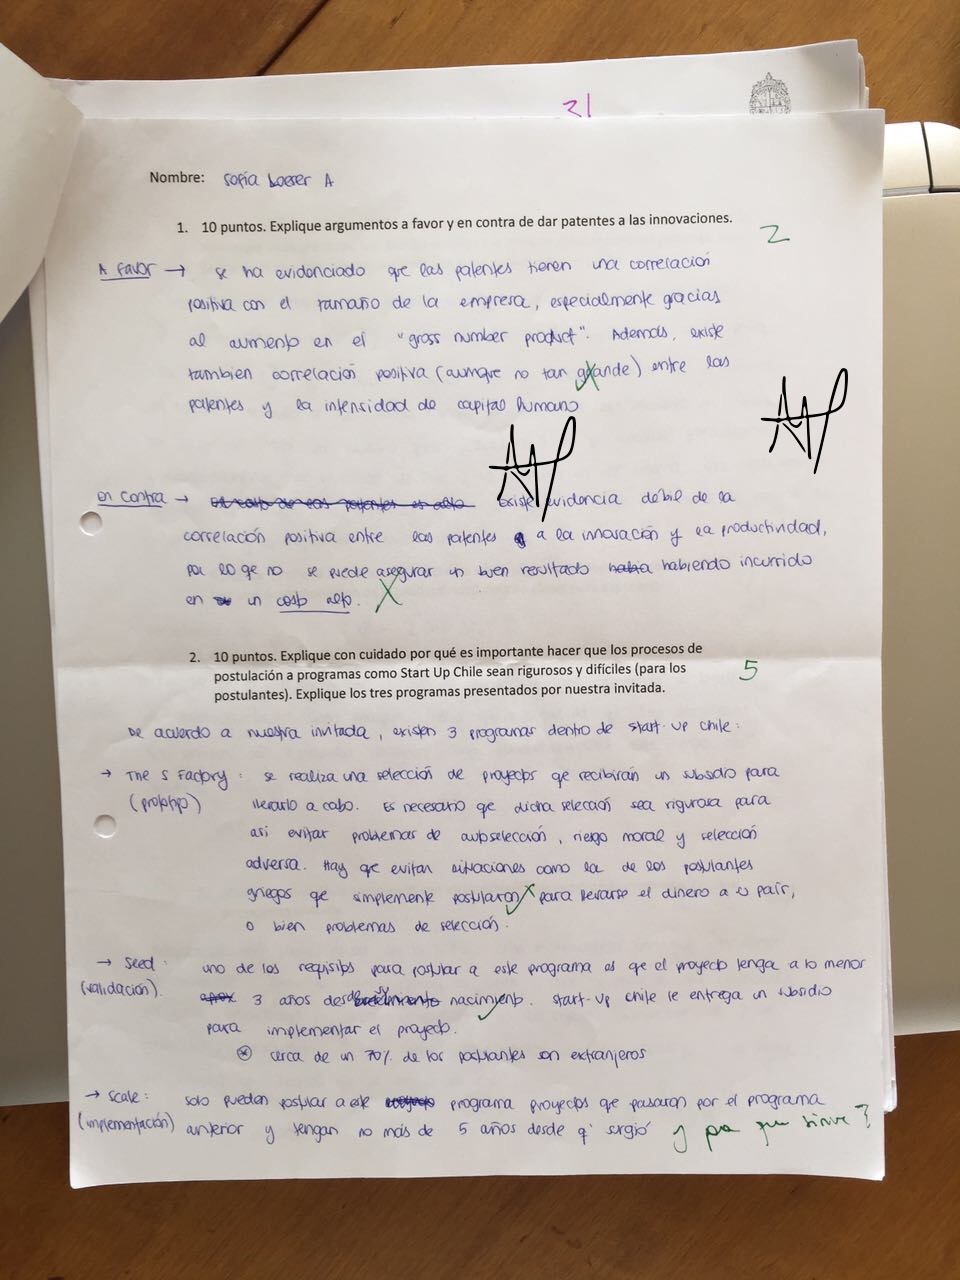 21
Nombre: Sofía Loeser A
1. 10 puntos. Explique argumentos a favor y en contra de dar patentes a las innovaciones.
2
A favor → se ha evidenciado que las patentes tienen una correlación
positiva con el tamaño de la empresa, especialmente gracias
al aumento en el "gross number product". Además, existe
tambien correlación positiva (aunque no tan grande) entre las
patentes y la intensidad de capital humano
En contra → El costo de las patentes es alto Existe evidencia débil de la
correlación positiva entre las patentes a la innovación y la productividad,
por lo qe no se puede asegurar un buen resultado habiendo incurrido
en un costo alto.
2. 10 puntos. Explique con cuidado por qué es importante hacer que los procesos de
postulación a programas como Start Up Chile sean rigurosos y difíciles (para los
postulantes). Explique los tres programas presentados por nuestra invitada.
5
De acuerdo a nuestra invitada, existen 3 programas dentro de start-up chile:
→ The S Factory: se realiza una selección de proyectos qe recibirán un subsidio para
(prototipo) llevarlo a cabo. Es necesario que dicha selección sea rigurosa para
asi evitar problemas de autoselección, riesgo moral y selección
adversa. Hay qe evitar situaciones como la de los postulantes
griegos qe simplemente postularon para llevarse el dinero a su país,
o bien problemas de selección.
→ Seed: uno de los requisitos para postular a este programa es que el proyecto tenga a lo menor
(validación). 3 años desde su nacimiento. Start-Up chile le entrega un subsidio
para implementar el proyecto.
* cerca de un 70% de los postulantes son extranjeros
→ Scale: solo pueden postular a este programa proyectos que pasaron por el programa
(implementación) anterior y tengan no más de 5 años desde q' surgió y para que sirve?